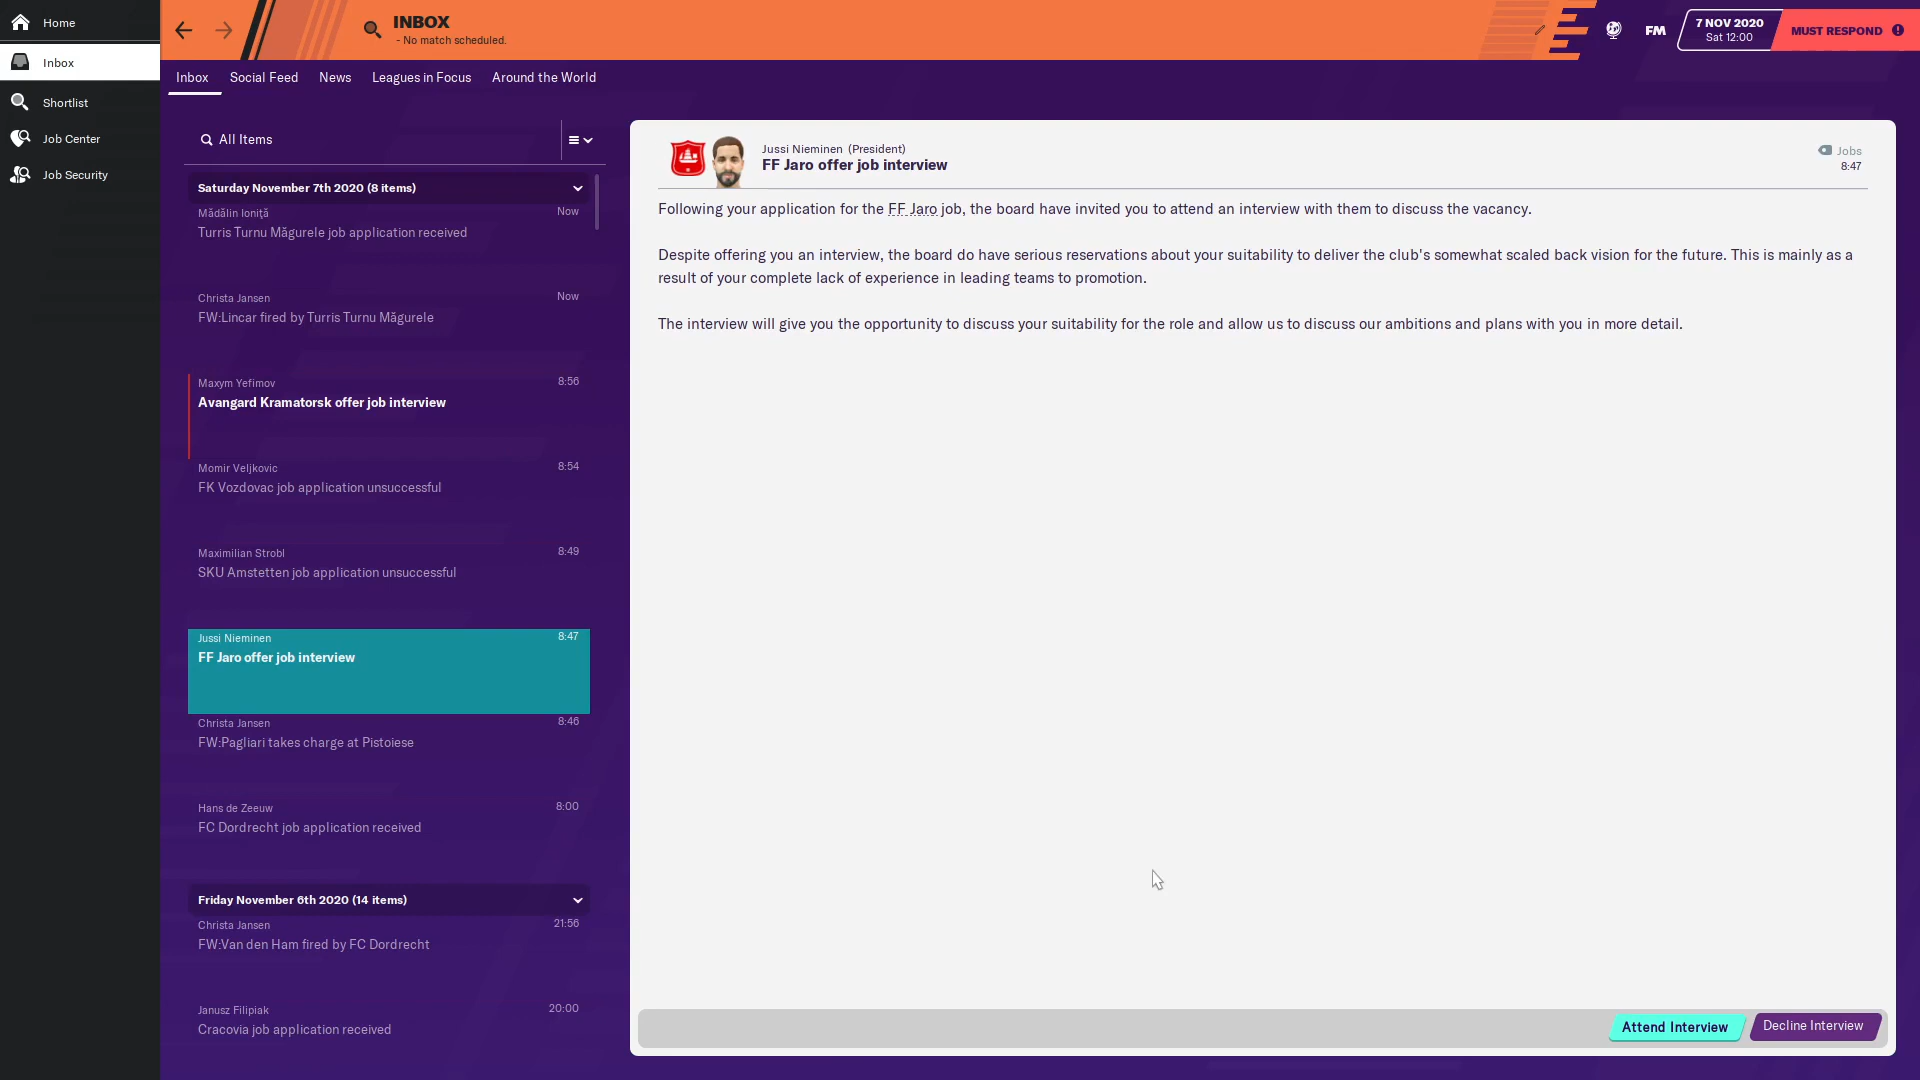 Home
Inbox
Shortlist
Job Center
Job Security
INBOX
- No match scheduled.
FM
7 NOV 2020
Sat 12:00
MUST RESPOND
Inbox
Social Feed
News
Leagues in Focus
Around the World
All Items
Saturday November 7th 2020 (8 items)
Mădălin Ioniţă
Now
Turris Turnu Măgurele job application received
Christa Jansen
Now
FW:Lincar fired by Turris Turnu Măgurele
Maxym Yefimov
8:56
Avangard Kramatorsk offer job interview
Momir Veljkovic
8:54
FK Vozdovac job application unsuccessful
Maximilian Strobl
8:49
SKU Amstetten job application unsuccessful
Jussi Nieminen
8:47
FF Jaro offer job interview
Christa Jansen
8:46
FW:Pagliari takes charge at Pistoiese
Hans de Zeeuw
8:00
FC Dordrecht job application received
Friday November 6th 2020 (14 items)
Christa Jansen
21:56
FW:Van den Ham fired by FC Dordrecht
Janusz Filipiak
20:00
Cracovia job application received
Jussi Nieminen (President)
FF Jaro offer job interview
Jobs
8:47
Following your application for the FF Jaro job, the board have invited you to attend an interview with them to discuss the vacancy.
Despite offering you an interview, the board do have serious reservations about your suitability to deliver the club's somewhat scaled back vision for the future. This is mainly as a
result of your complete lack of experience in leading teams to promotion.
The interview will give you the opportunity to discuss your suitability for the role and allow us to discuss our ambitions and plans with you in more detail.
Attend Interview
Decline Interview